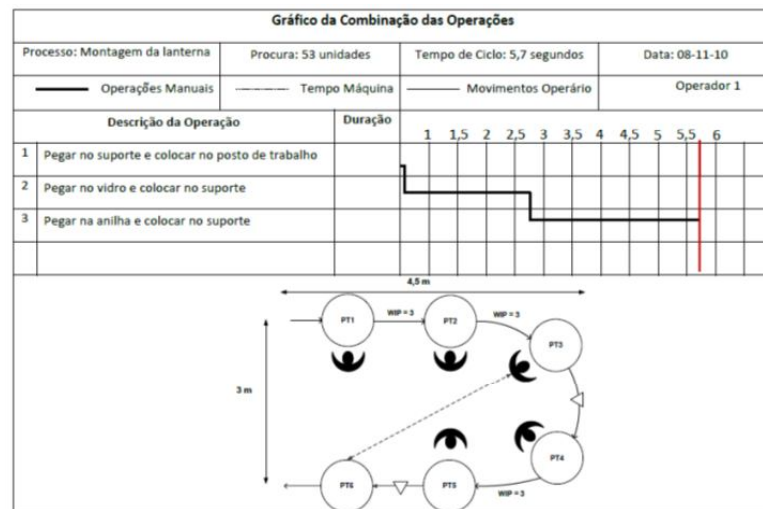 Gráfico da Combinação das Operações
Processo: Montagem da lanterna
Procura: 53 unidades
Tempo de Ciclo: 5,7 segundos
Data: 08-11-10
Operações Manuais
Tempo Máquina
Movimentos Operário
Operador 1
Descrição da Operação
Duração
1 1,5 2 2,5 3 3,5 4 4,5 5 5,5 6
1 Pegar no suporte e colocar no posto de trabalho
2 Pegar no vidro e colocar no suporte
3 Pegar na anilha e colocar no suporte
4,5 m
PT1
WIP = 3
PT2
WIP = 3
PT3
3 m
PT6
PT5
WIP = 3
PT4